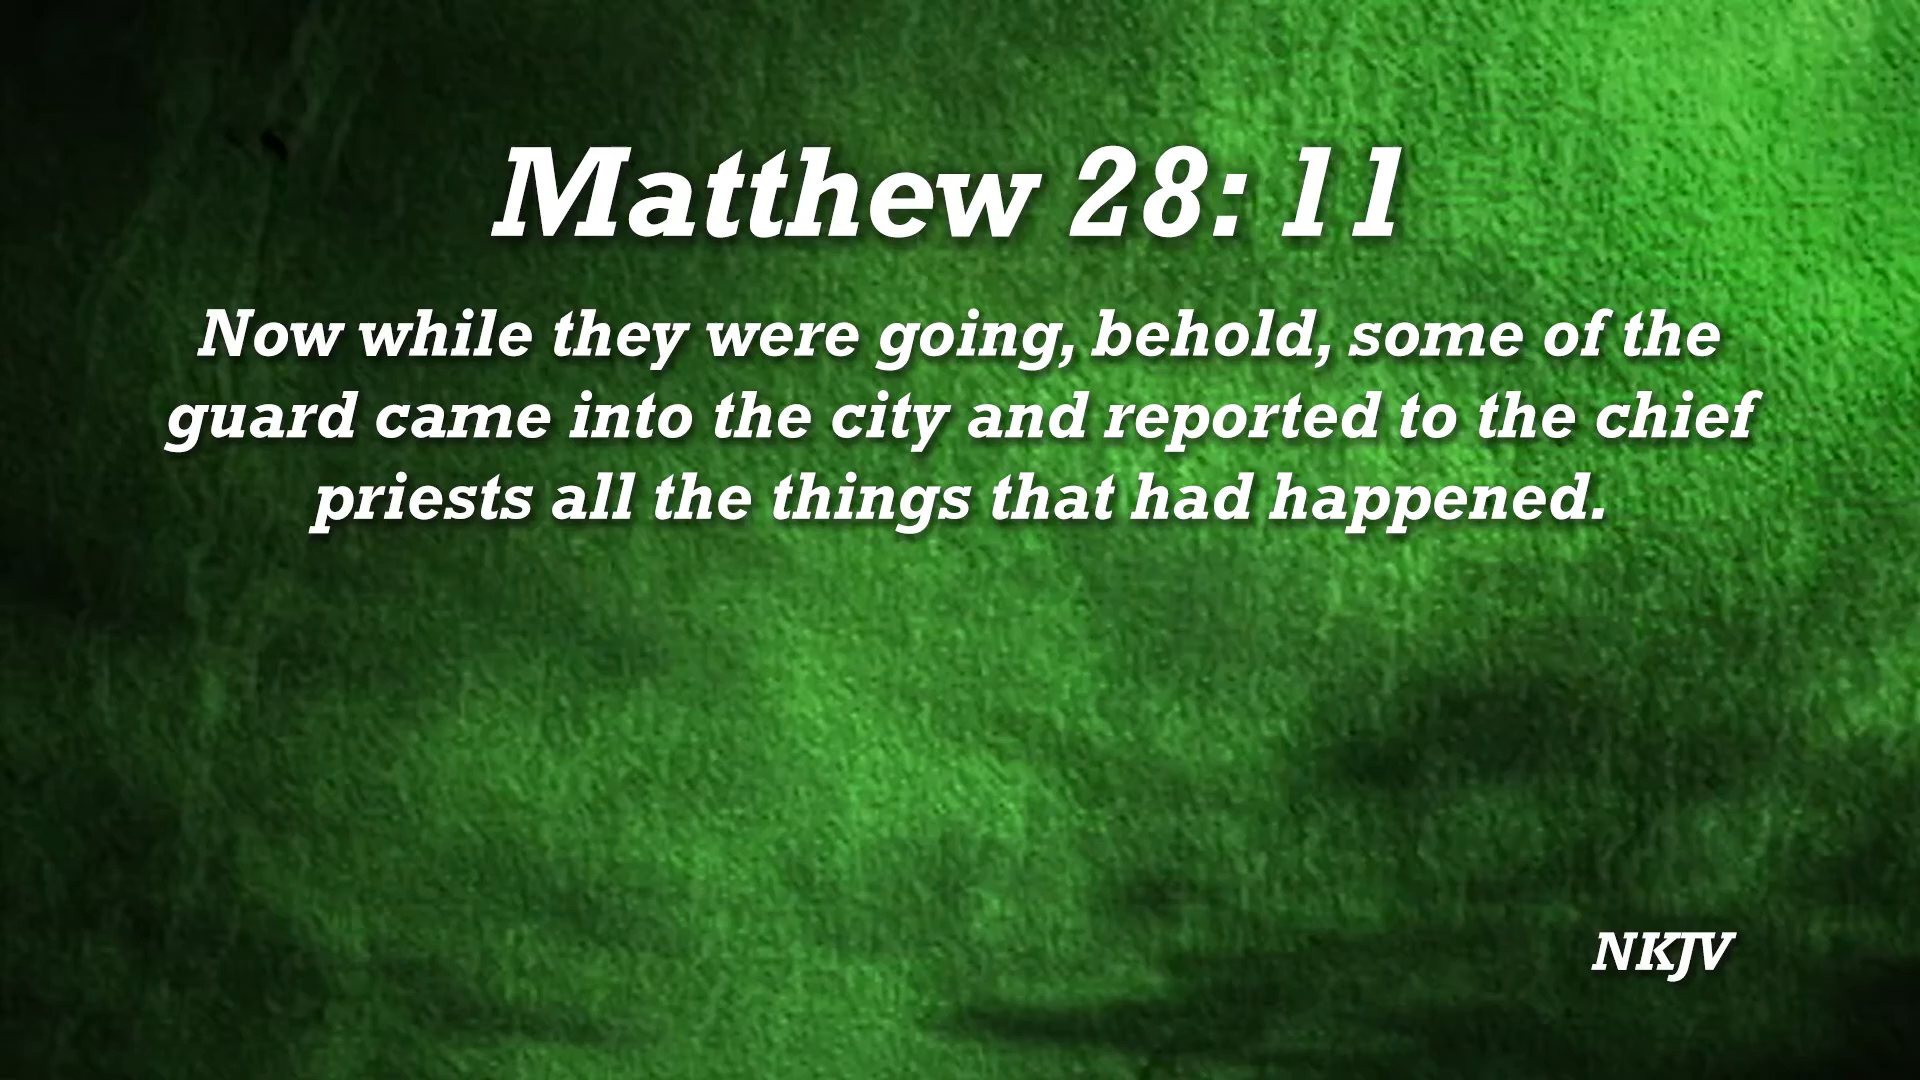 Matthew 28: 11
Now while they were going, behold, some of the
guard came into the city and reported to the chief
priests all the things that had happened.
NKJV